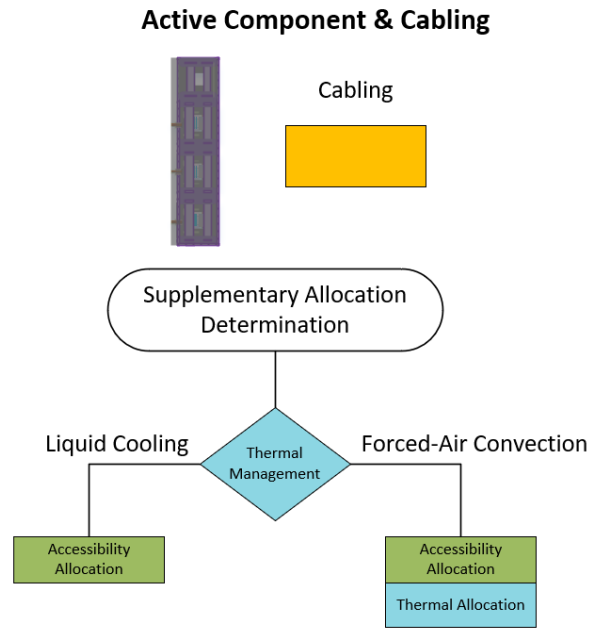 Active Component & Cabling
Cabling
Supplementary Allocation
Determination
Liquid Cooling
Thermal
Management
Forced-Air Convection
Accessibility
Allocation
Accessibility
Allocation
Thermal Allocation